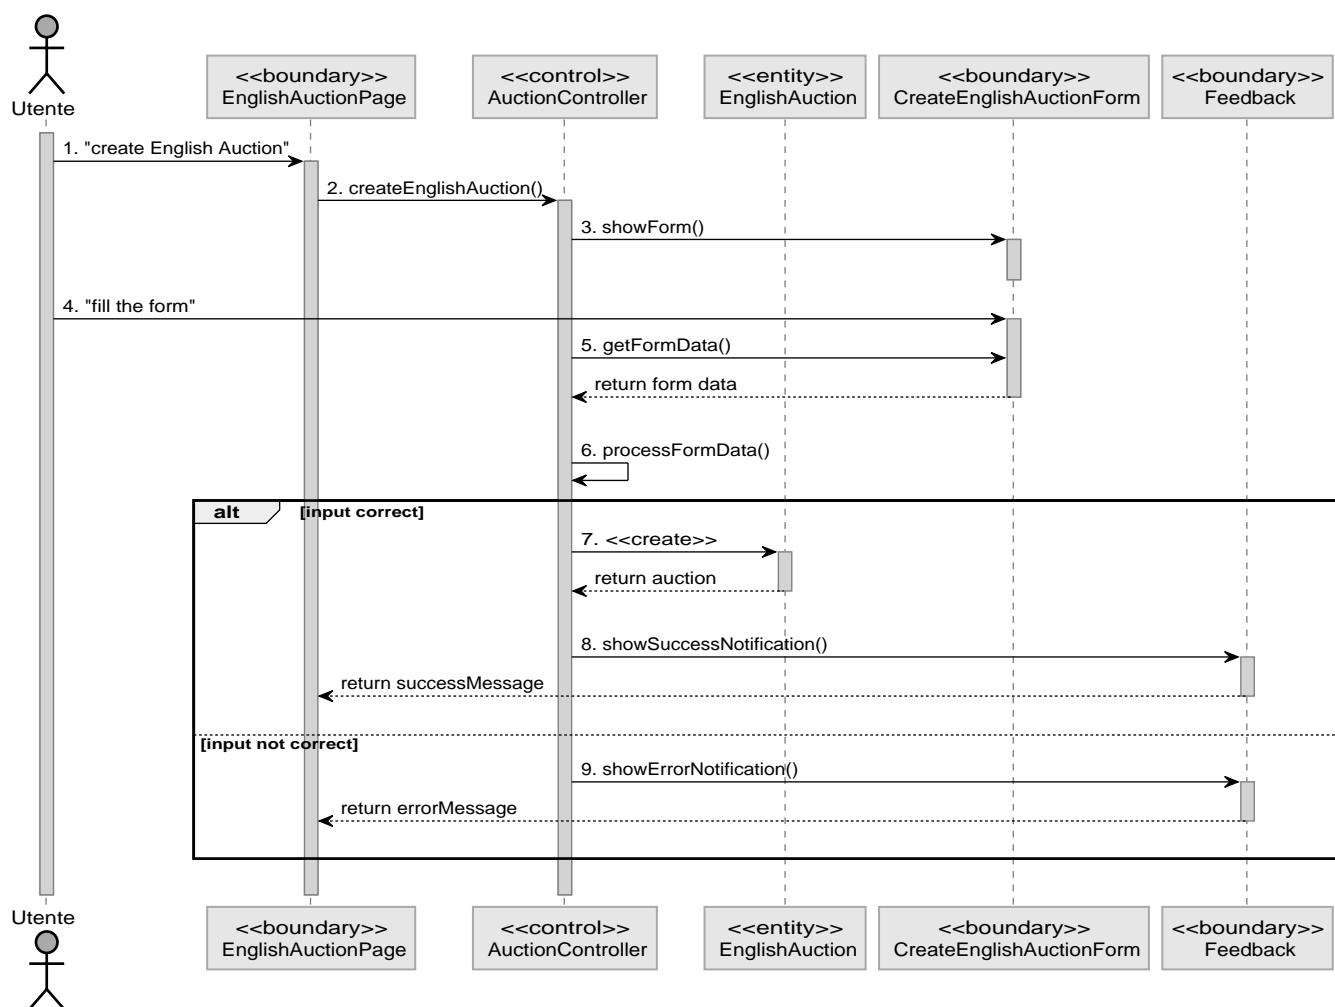 Utente
<<boundary>>
EnglishAuctionPage
<<control>>
AuctionController
<<entity>>
EnglishAuction
<<boundary>>
CreateEnglishAuctionForm
<<boundary>>
Feedback
1. "create English Auction"
2. createEnglishAuction()
3. showForm()
4. "fill the form"
5. getFormData()
return form data
6. processFormData()
alt
[input correct]
7. <<create>>
return auction
8. showSuccessNotification()
return successMessage
[input not correct]
9. showErrorNotification()
return errorMessage
Utente
<<boundary>>
EnglishAuctionPage
<<control>>
AuctionController
<<entity>>
EnglishAuction
<<boundary>>
CreateEnglishAuctionForm
<<boundary>>
Feedback